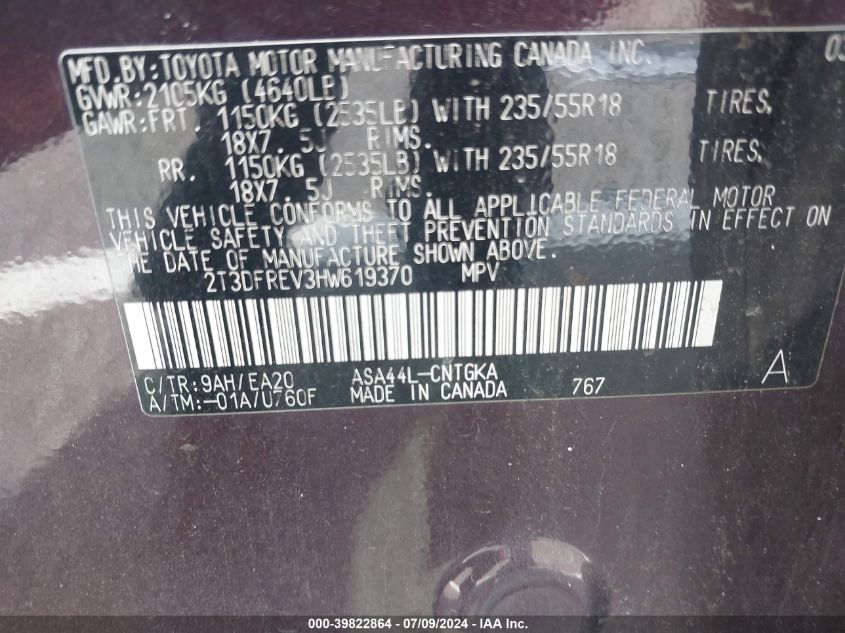 MFD.BY:TOYOTA MOTOR MANUFACTURING CANADA INC. 03
GVWR:2105KG (4640LB)
GAWR:FRT. 1150KG (2535LB) WITH 235/55R18 TIRES,
18X7.5J RIMS.
RR. 1150KG (2535LB) WITH 235/55R18 TIRES,
18X7.5J RIMS.
THIS VEHICLE CONFORMS TO ALL APPLICABLE FEDERAL MOTOR
VEHICLE SAFETY AND THEFT PREVENTION STANDARDS IN EFFECT ON
THE DATE OF MANUFACTURE SHOWN ABOVE.
2T3DFREV3HW619370 MPV
C/TR:9AH/EA20 ASA44L-CNTGKA A
A/TM:-01A/U760F MADE IN CANADA 767
000-39822864 / 07/09/2024 - IAA Inc.